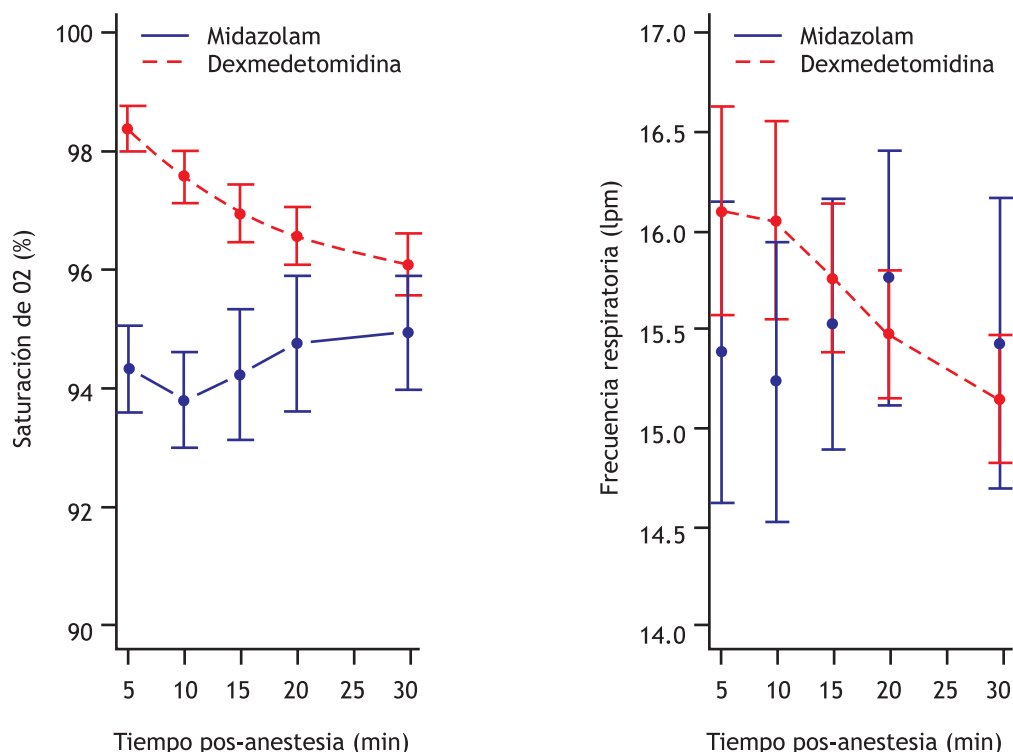 100
98
96
94
92
90
Saturación de 02 (%)
Midazolam
Dexmedetomidina
5 10 15 20 25 30
Tiempo pos-anestesia (min)
17.0
16.5
16.0
15.5
15.0
14.5
14.0
Frecuencia respiratoria (lpm)
Midazolam
Dexmedetomidina
5 10 15 20 25 30
Tiempo pos-anestesia (min)